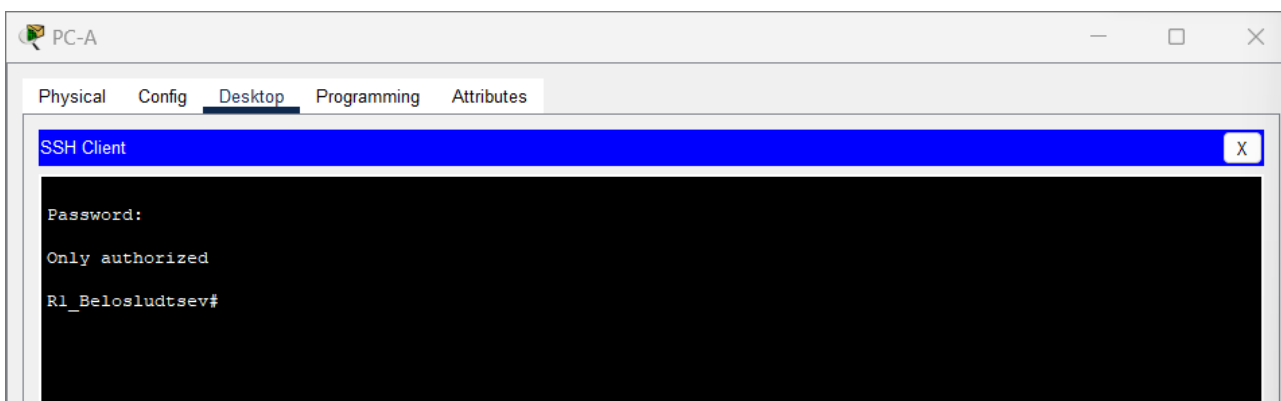 PC-A
Physical Config Desktop Programming Attributes
SSH Client X
Password:
Only authorized
R1_Belosludtsev#